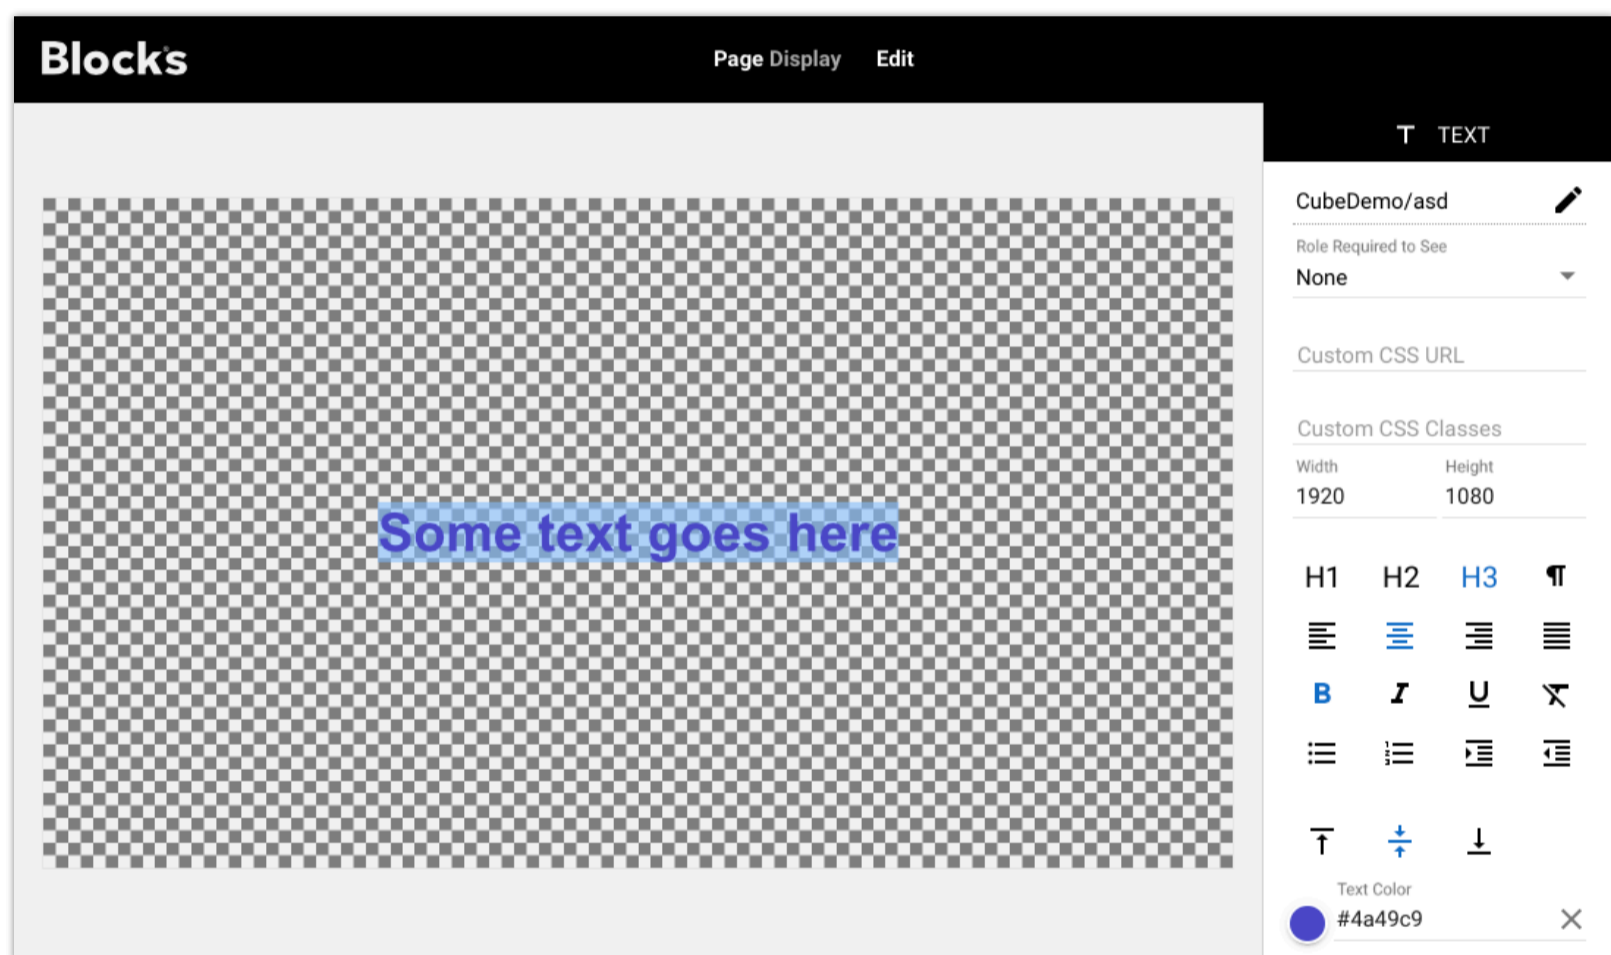 Blocks
Page Display Edit
TEXT
CubeDemo/asd
Role Required to See
None
Custom CSS URL
Custom CSS Classes
Width Height
1920 1080
Some text goes here
H1 H2 H3 ¶
B I U
Text Color
#4a49c9